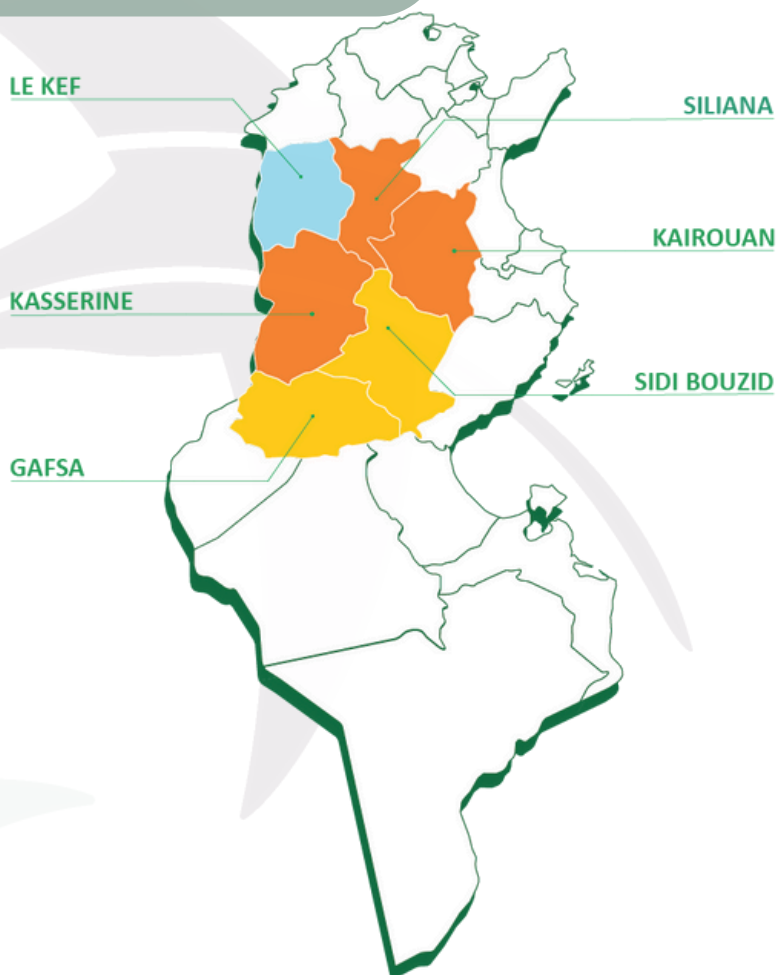 LE KEF
SILIANA
KAIROUAN
KASSERINE
SIDI BOUZID
GAFSA